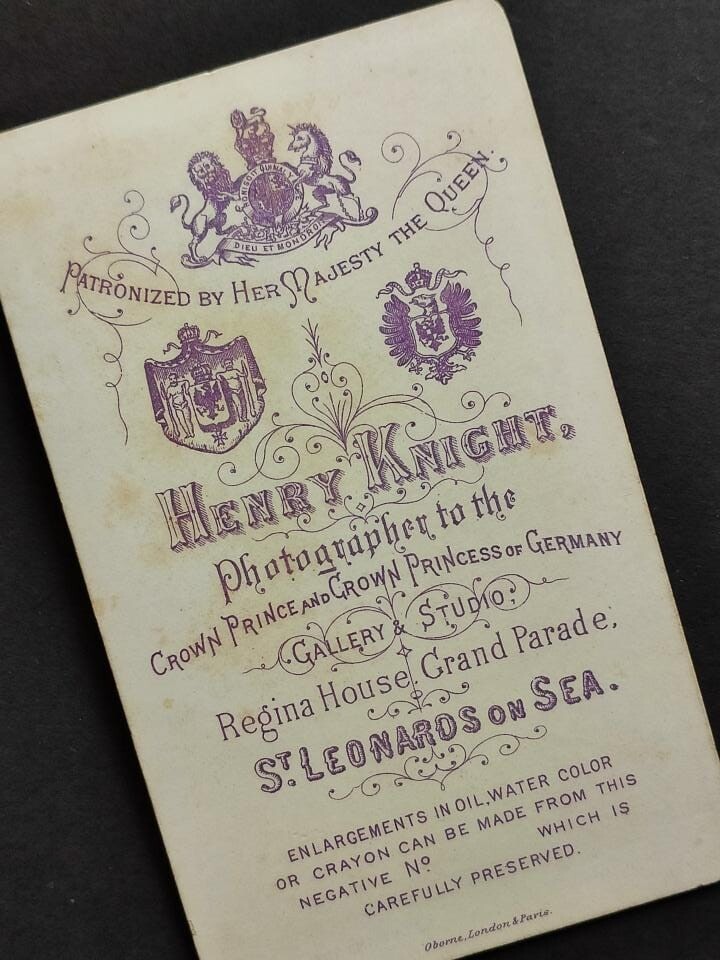 HONI SOIT QUI MAL Y
DIEU ET MON DROIT
PATRONIZED BY HER MAJESTY THE QUEEN.
HENRY KNIGHT,
Photographer to the
CROWN PRINCE AND CROWN PRINCESS OF GERMANY
GALLERY & STUDIO;
Regina House, Grand Parade,
ST. LEONARDS ON SEA.
ENLARGEMENTS IN OIL, WATER COLOR
OR CRAYON CAN BE MADE FROM THIS
NEGATIVE No WHICH IS
CAREFULLY PRESERVED.
Oborne, London & Paris.